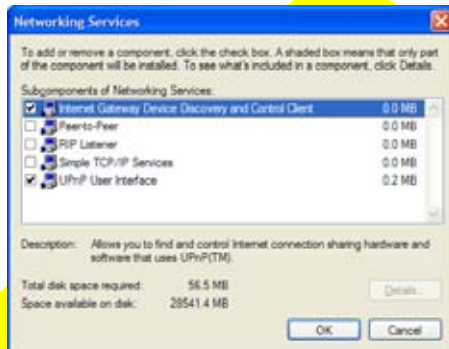 Networking Services
To add or remove a component, click the check box. A shaded box means that only part
of the component will be installed. To see what's included in a component, click Details.
Subcomponents of Networking Services:
Internet Gateway Device Discovery and Control Client 0.0 MB
Peer-to-Peer 0.0 MB
RIP Listener 0.0 MB
Simple TCP/IP Services 0.0 MB
UPnP User Interface 0.2 MB
Description: Allows you to find and control Internet connection sharing hardware and
software that uses UPnP(TM).
Total disk space required: 56.5 MB
Space available on disk: 28541.4 MB
Details...
OK Cancel